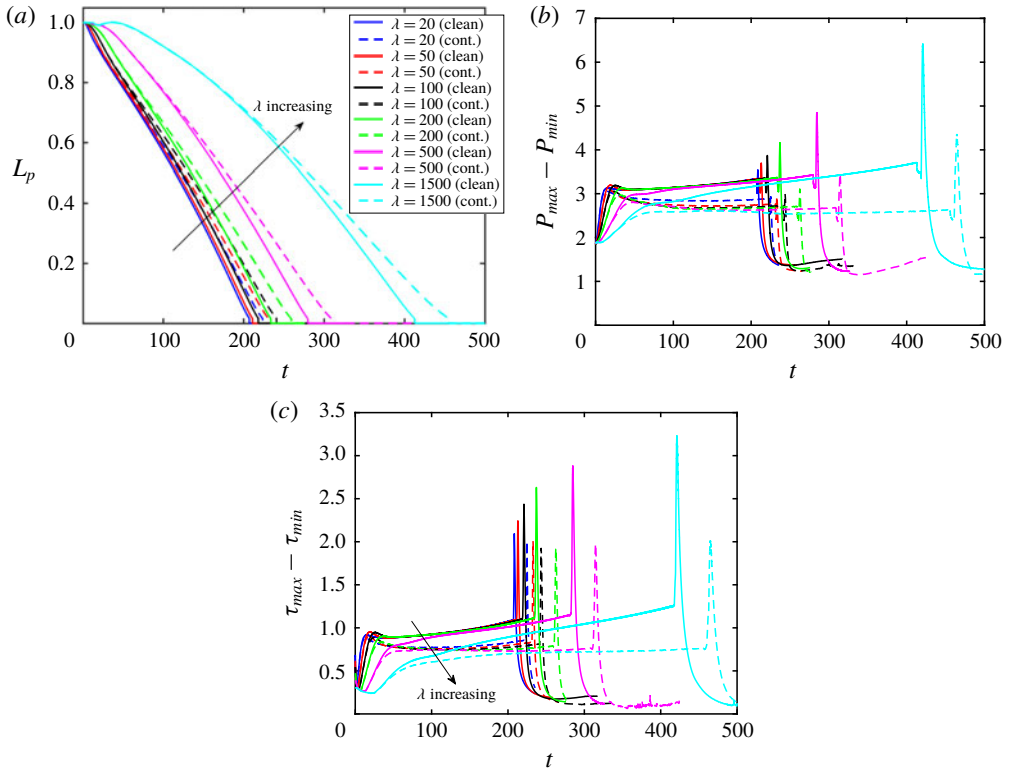 (a)
1.0
0.8
0.6
0.4
0.2
0
100
200
300
400
500
L_p
t
λ increasing
λ = 20 (clean)
λ = 20 (cont.)
λ = 50 (clean)
λ = 50 (cont.)
λ = 100 (clean)
λ = 100 (cont.)
λ = 200 (clean)
λ = 200 (cont.)
λ = 500 (clean)
λ = 500 (cont.)
λ = 1500 (clean)
λ = 1500 (cont.)
(b)
7
6
5
4
3
2
1
0
100
200
300
400
500
P_max − P_min
t
(c)
3.5
3.0
2.5
2.0
1.5
1.0
0.5
0
100
200
300
400
500
τ_max − τ_min
t
λ increasing